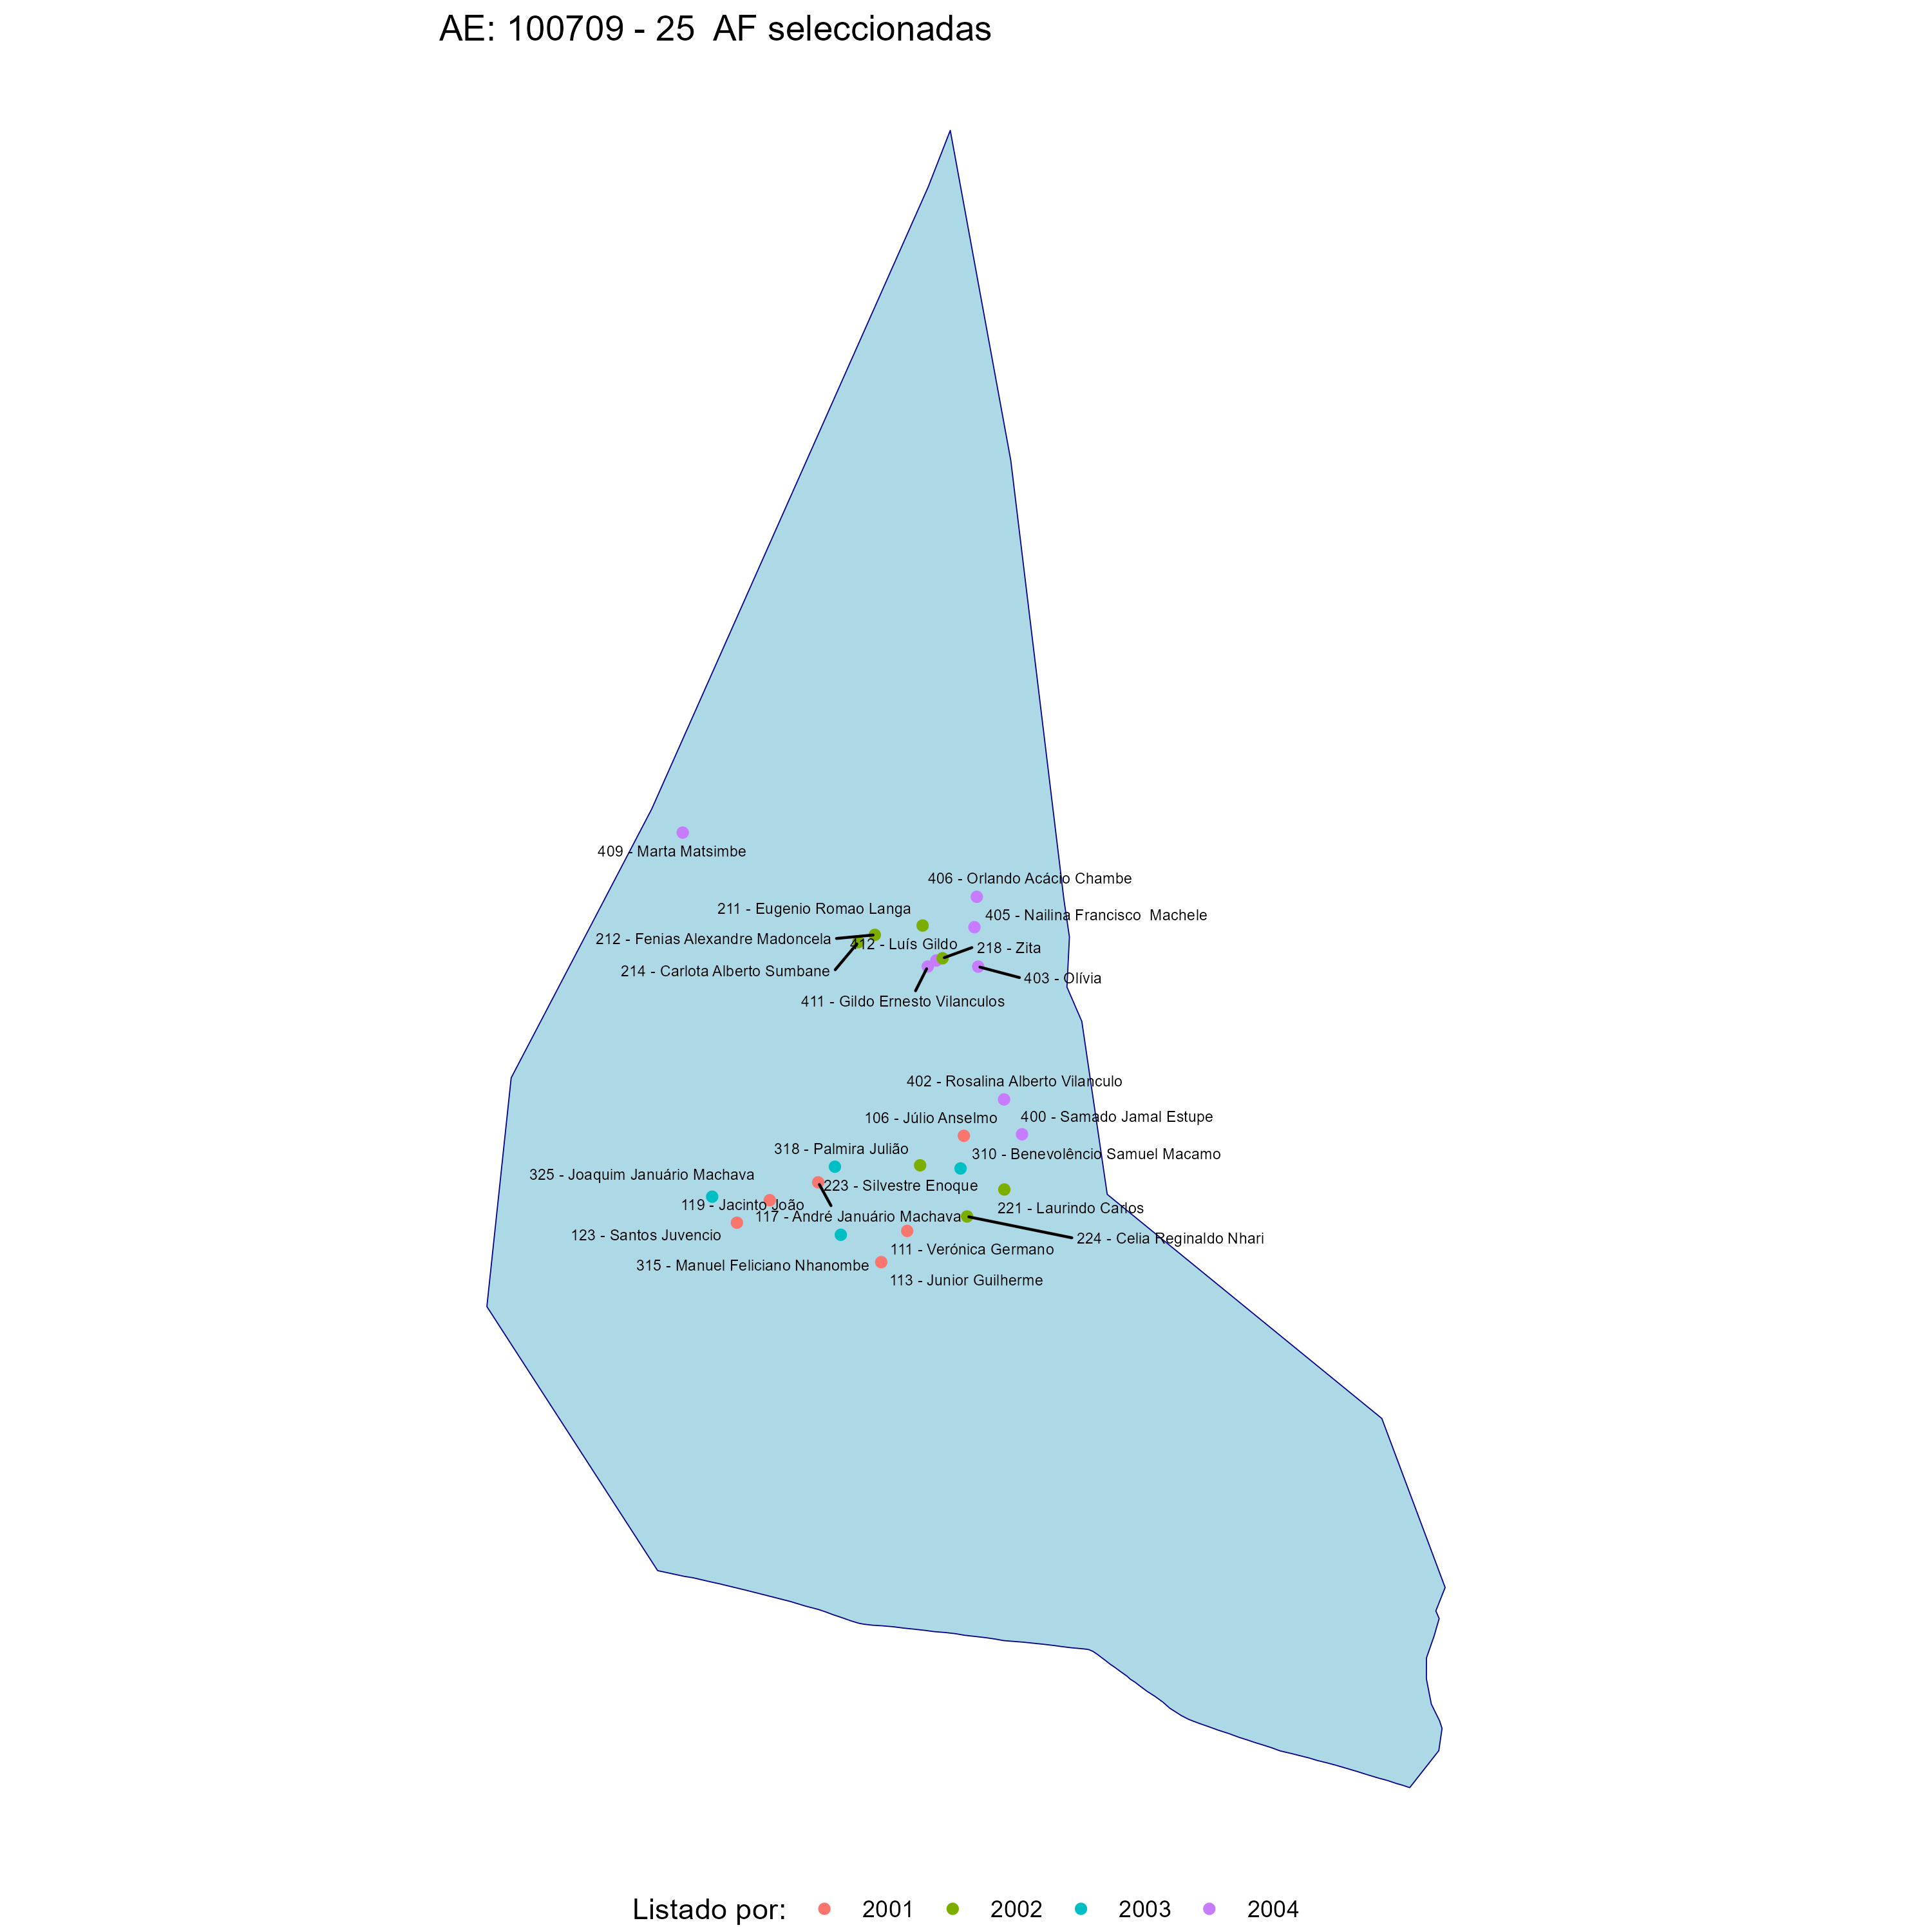 AE: 100709 - 25  AF seleccionadas
409 - Marta Matsimbe
406 - Orlando Acácio Chambe
211 - Eugenio Romao Langa
405 - Nailina Francisco  Machele
212 - Fenias Alexandre Madoncela
412 - Luís Gildo
218 - Zita
214 - Carlota Alberto Sumbane
403 - Olívia
411 - Gildo Ernesto Vilanculos
402 - Rosalina Alberto Vilanculo
106 - Júlio Anselmo
400 - Samado Jamal Estupe
318 - Palmira Julião
310 - Benevolêncio Samuel Macamo
325 - Joaquim Januário Machava
223 - Silvestre Enoque
119 - Jacinto João
221 - Laurindo Carlos
117 - André Januário Machava
123 - Santos Juvencio
224 - Celia Reginaldo Nhari
111 - Verónica Germano
315 - Manuel Feliciano Nhanombe
113 - Junior Guilherme
Listado por: 2001 2002 2003 2004